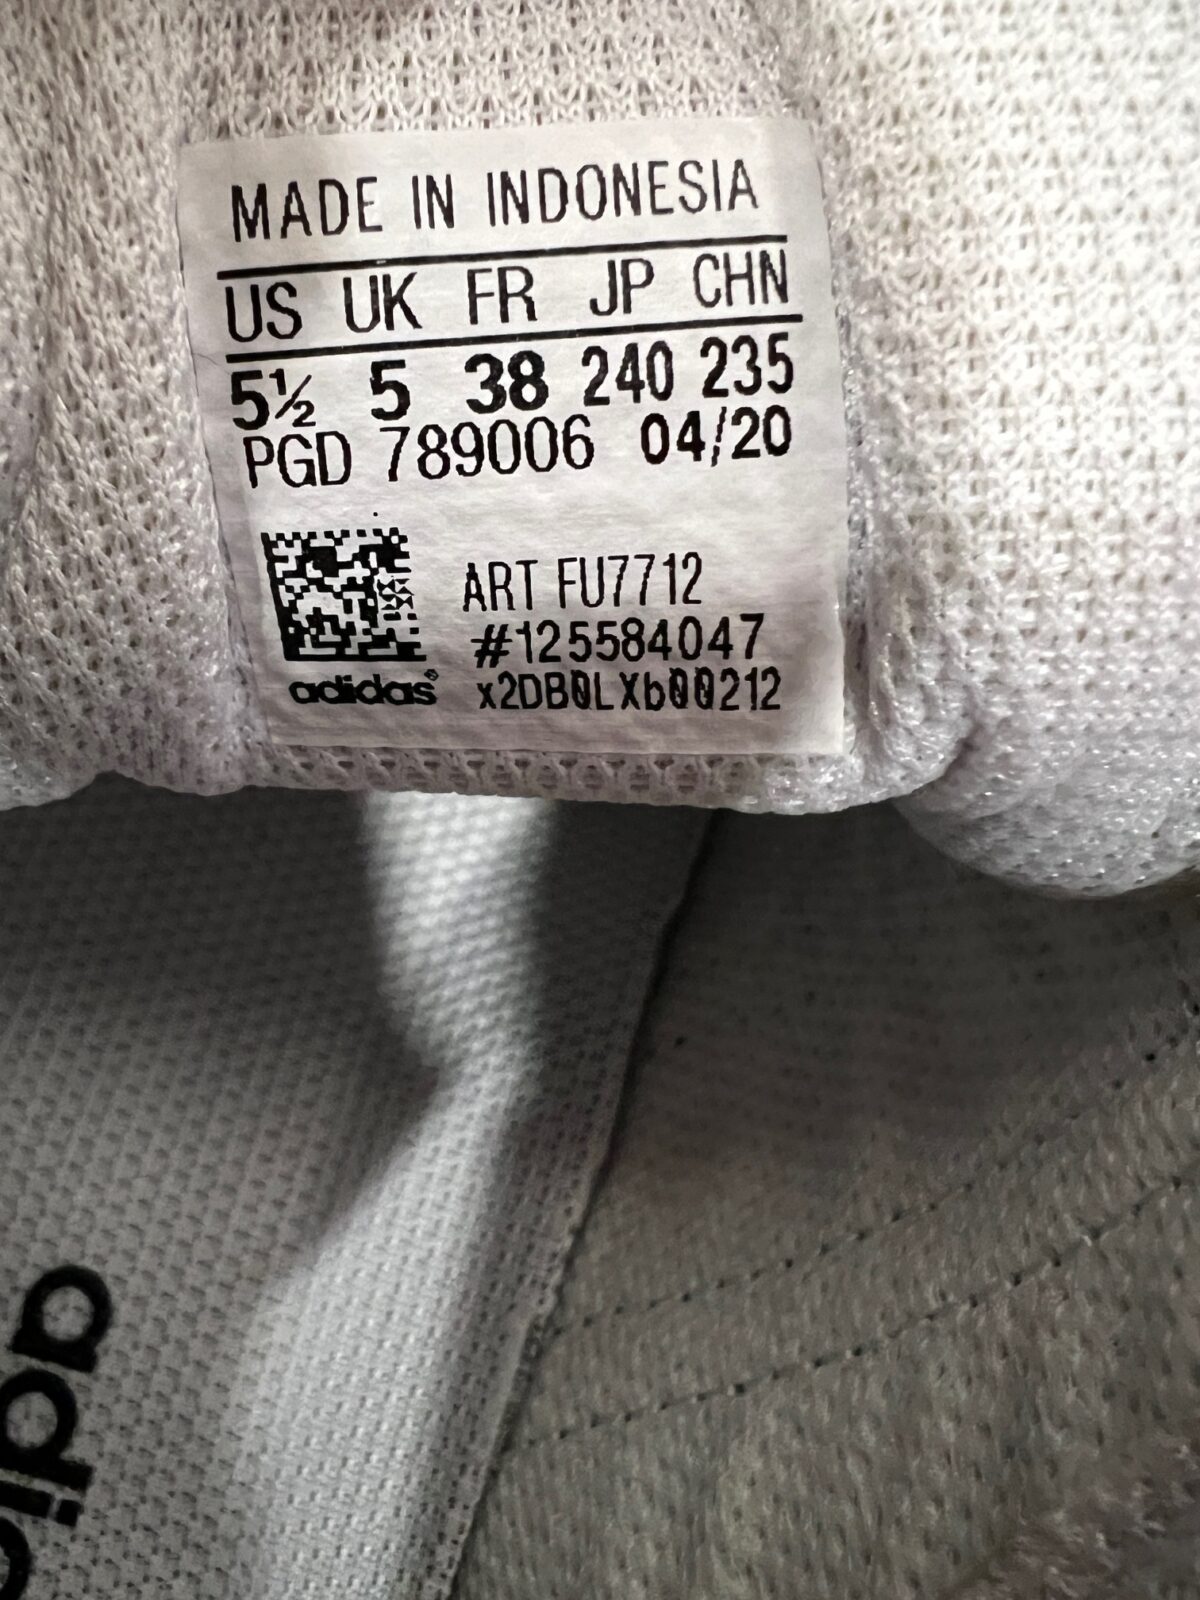 MADE IN INDONESIA
US UK FR JP CHN
5½ 5 38 240 235
PGD 789006 04/20
ART FU7712
#125584047
adidas® x2DB0LXb00212
adid